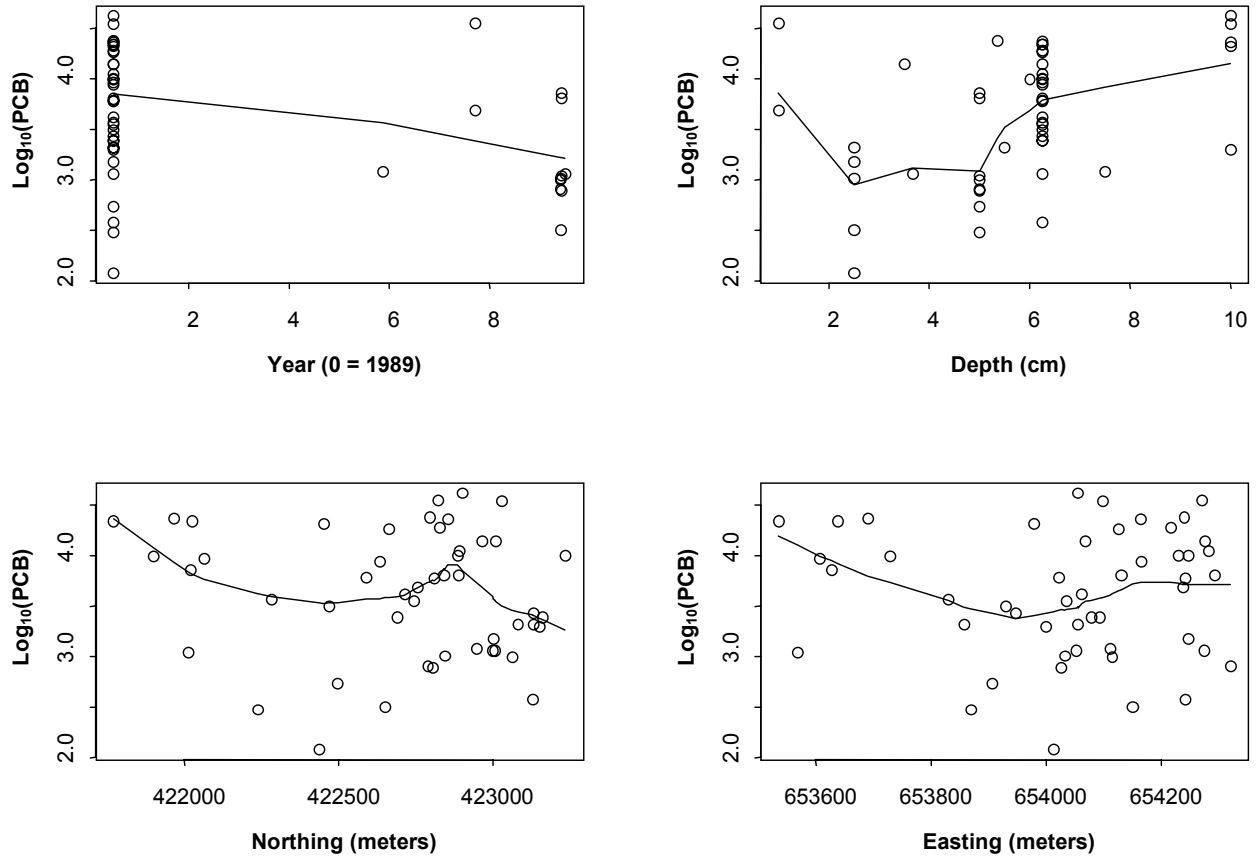 Log10(PCB)
2.0 3.0 4.0
2 4 6 8
Year (0 = 1989)
Log10(PCB)
2.0 3.0 4.0
2 4 6 8 10
Depth (cm)
Log10(PCB)
2.0 3.0 4.0
422000 422500 423000
Northing (meters)
Log10(PCB)
2.0 3.0 4.0
653600 653800 654000 654200
Easting (meters)